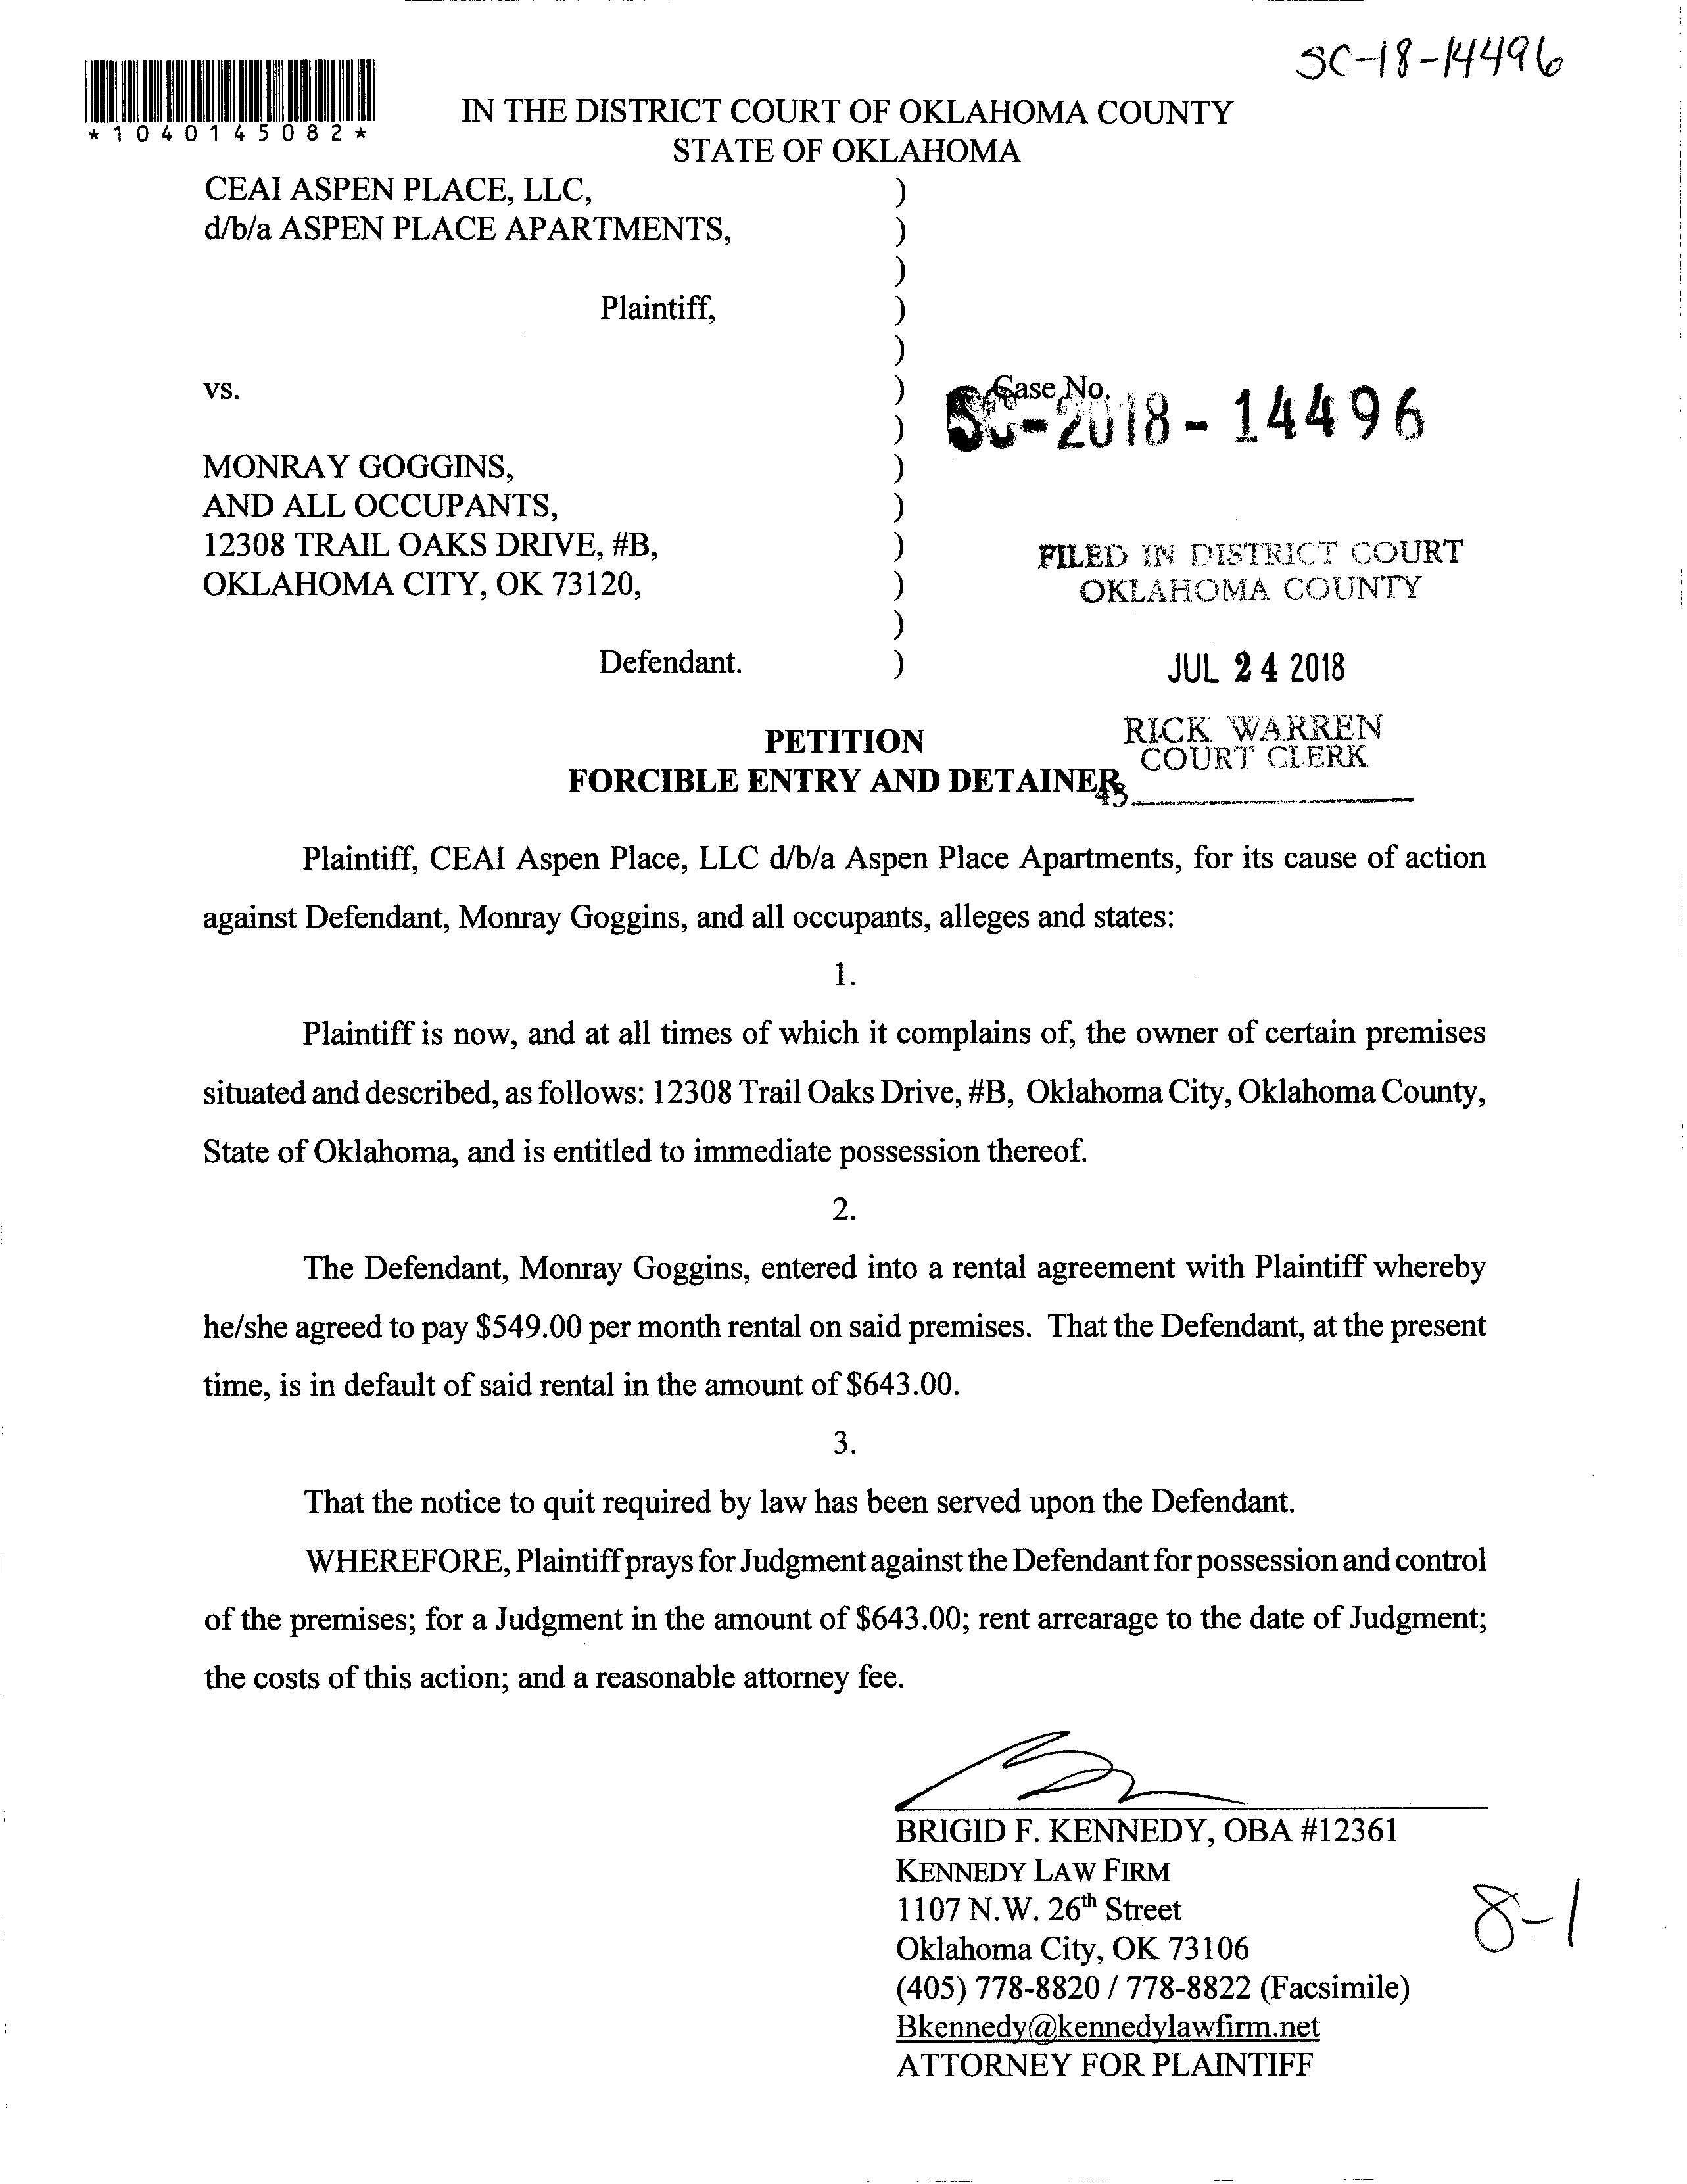 SC-18-14496
*1040145082*
IN THE DISTRICT COURT OF OKLAHOMA COUNTY
STATE OF OKLAHOMA
CEAI ASPEN PLACE, LLC, )
d/b/a ASPEN PLACE APARTMENTS, )
)
Plaintiff, )
)
vs. ) Case No.
) SC-2018-14496
MONRAY GOGGINS, )
AND ALL OCCUPANTS, )
12308 TRAIL OAKS DRIVE, #B, ) FILED IN DISTRICT COURT
OKLAHOMA CITY, OK 73120, ) OKLAHOMA COUNTY
)
Defendant. ) JUL 24 2018
PETITION RICK WARREN
COURT CLERK
FORCIBLE ENTRY AND DETAINER
45
Plaintiff, CEAI Aspen Place, LLC d/b/a Aspen Place Apartments, for its cause of action
against Defendant, Monray Goggins, and all occupants, alleges and states:
1.
Plaintiff is now, and at all times of which it complains of, the owner of certain premises
situated and described, as follows: 12308 Trail Oaks Drive, #B, Oklahoma City, Oklahoma County,
State of Oklahoma, and is entitled to immediate possession thereof.
2.
The Defendant, Monray Goggins, entered into a rental agreement with Plaintiff whereby
he/she agreed to pay $549.00 per month rental on said premises. That the Defendant, at the present
time, is in default of said rental in the amount of $643.00.
3.
That the notice to quit required by law has been served upon the Defendant.
WHEREFORE, Plaintiff prays for Judgment against the Defendant for possession and control
of the premises; for a Judgment in the amount of $643.00; rent arrearage to the date of Judgment;
the costs of this action; and a reasonable attorney fee.
BRIGID F. KENNEDY, OBA #12361
KENNEDY LAW FIRM
1107 N.W. 26th Street
8-1
Oklahoma City, OK 73106
(405) 778-8820 / 778-8822 (Facsimile)
Bkennedy@kennedylawfirm.net
ATTORNEY FOR PLAINTIFF